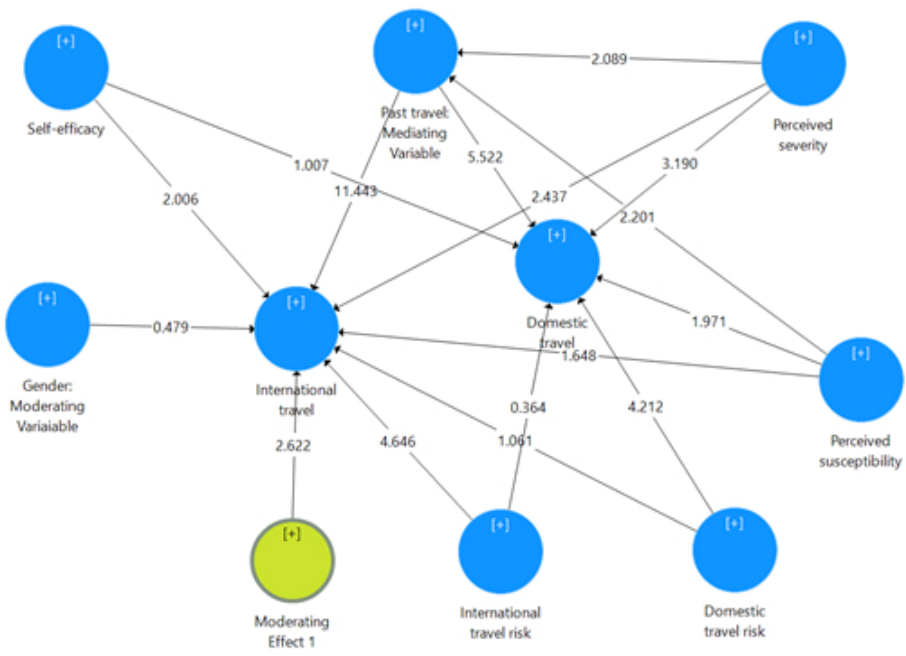 [+]
Self-efficacy
[+]
Past travel:
Mediating
Variable
[+]
Perceived
severity
2.089
5.522
3.190
1.007
11.443
2.006
2.437
2.201
[+]
Domestic
travel
[+]
International
travel
[+]
Gender:
Moderating
Varaiable
0.479
1.971
1.648
[+]
Perceived
susceptibility
0.364
4.212
2.622
4.646
1.061
[+]
Moderating
Effect 1
[+]
International
travel risk
[+]
Domestic
travel risk